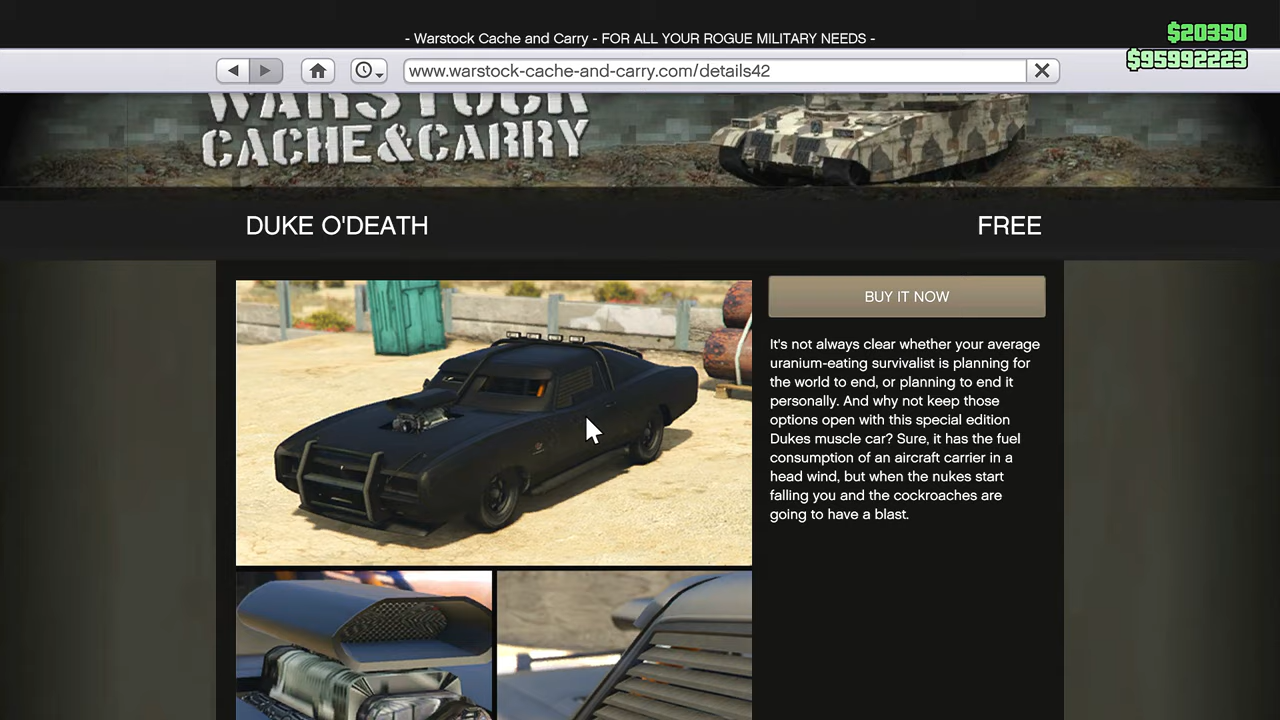 - Warstock Cache and Carry - FOR ALL YOUR ROGUE MILITARY NEEDS -
$20350
$95992223
www.warstock-cache-and-carry.com/details42
WARSTOCK
CACHE&CARRY
DUKE O'DEATH
FREE
BUY IT NOW
It's not always clear whether your average
uranium-eating survivalist is planning for
the world to end, or planning to end it
personally. And why not keep those
options open with this special edition
Dukes muscle car? Sure, it has the fuel
consumption of an aircraft carrier in a
head wind, but when the nukes start
falling you and the cockroaches are
going to have a blast.